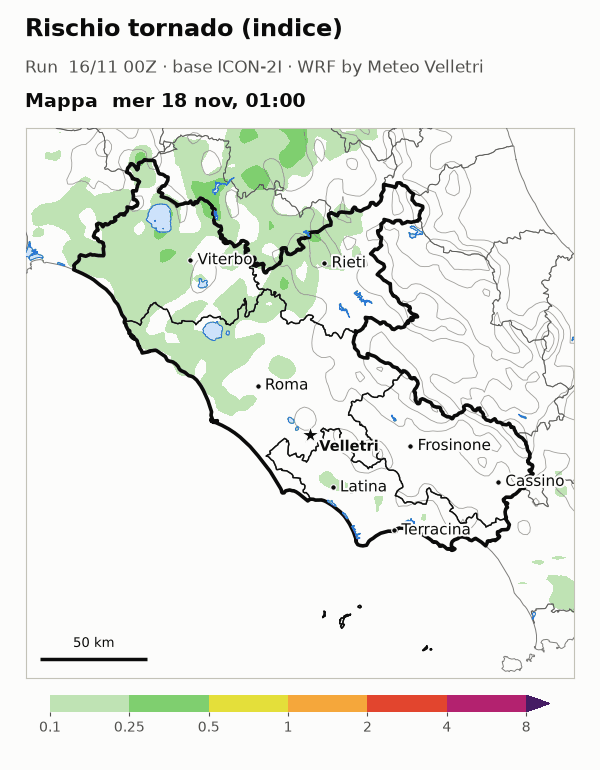 Rischio tornado (indice)
Run  16/11 00Z · base ICON-2I · WRF by Meteo Velletri
Mappa  mer 18 nov, 01:00
Viterbo
Rieti
Roma
Velletri
Frosinone
Cassino
Latina
Terracina
50 km
0.1 0.25 0.5 1 2 4 8